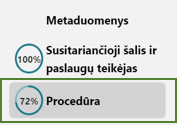 Metaduomenys
100%
Susitariančioji šalis ir
paslaugų teikėjas
72%
Procedūra